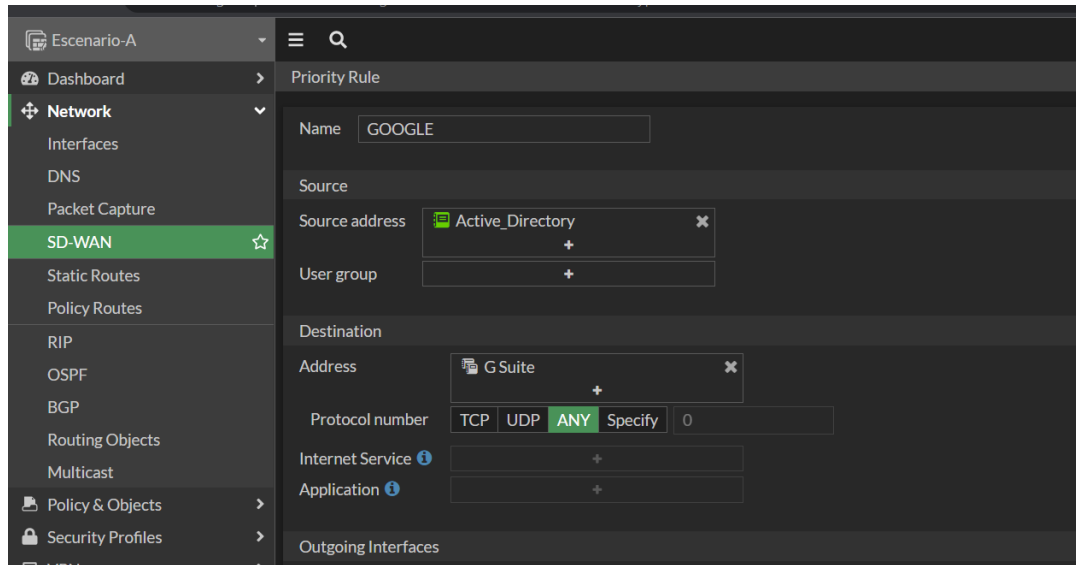 Escenario-A
Dashboard
Priority Rule
Network
Name GOOGLE
Interfaces
DNS
Source
Packet Capture
Source address Active_Directory
SD-WAN
User group
Static Routes
Policy Routes
Destination
RIP
Address G Suite
OSPF
BGP
Protocol number TCP UDP ANY Specify 0
Routing Objects
Internet Service
Multicast
Application
Policy & Objects
Security Profiles
Outgoing Interfaces